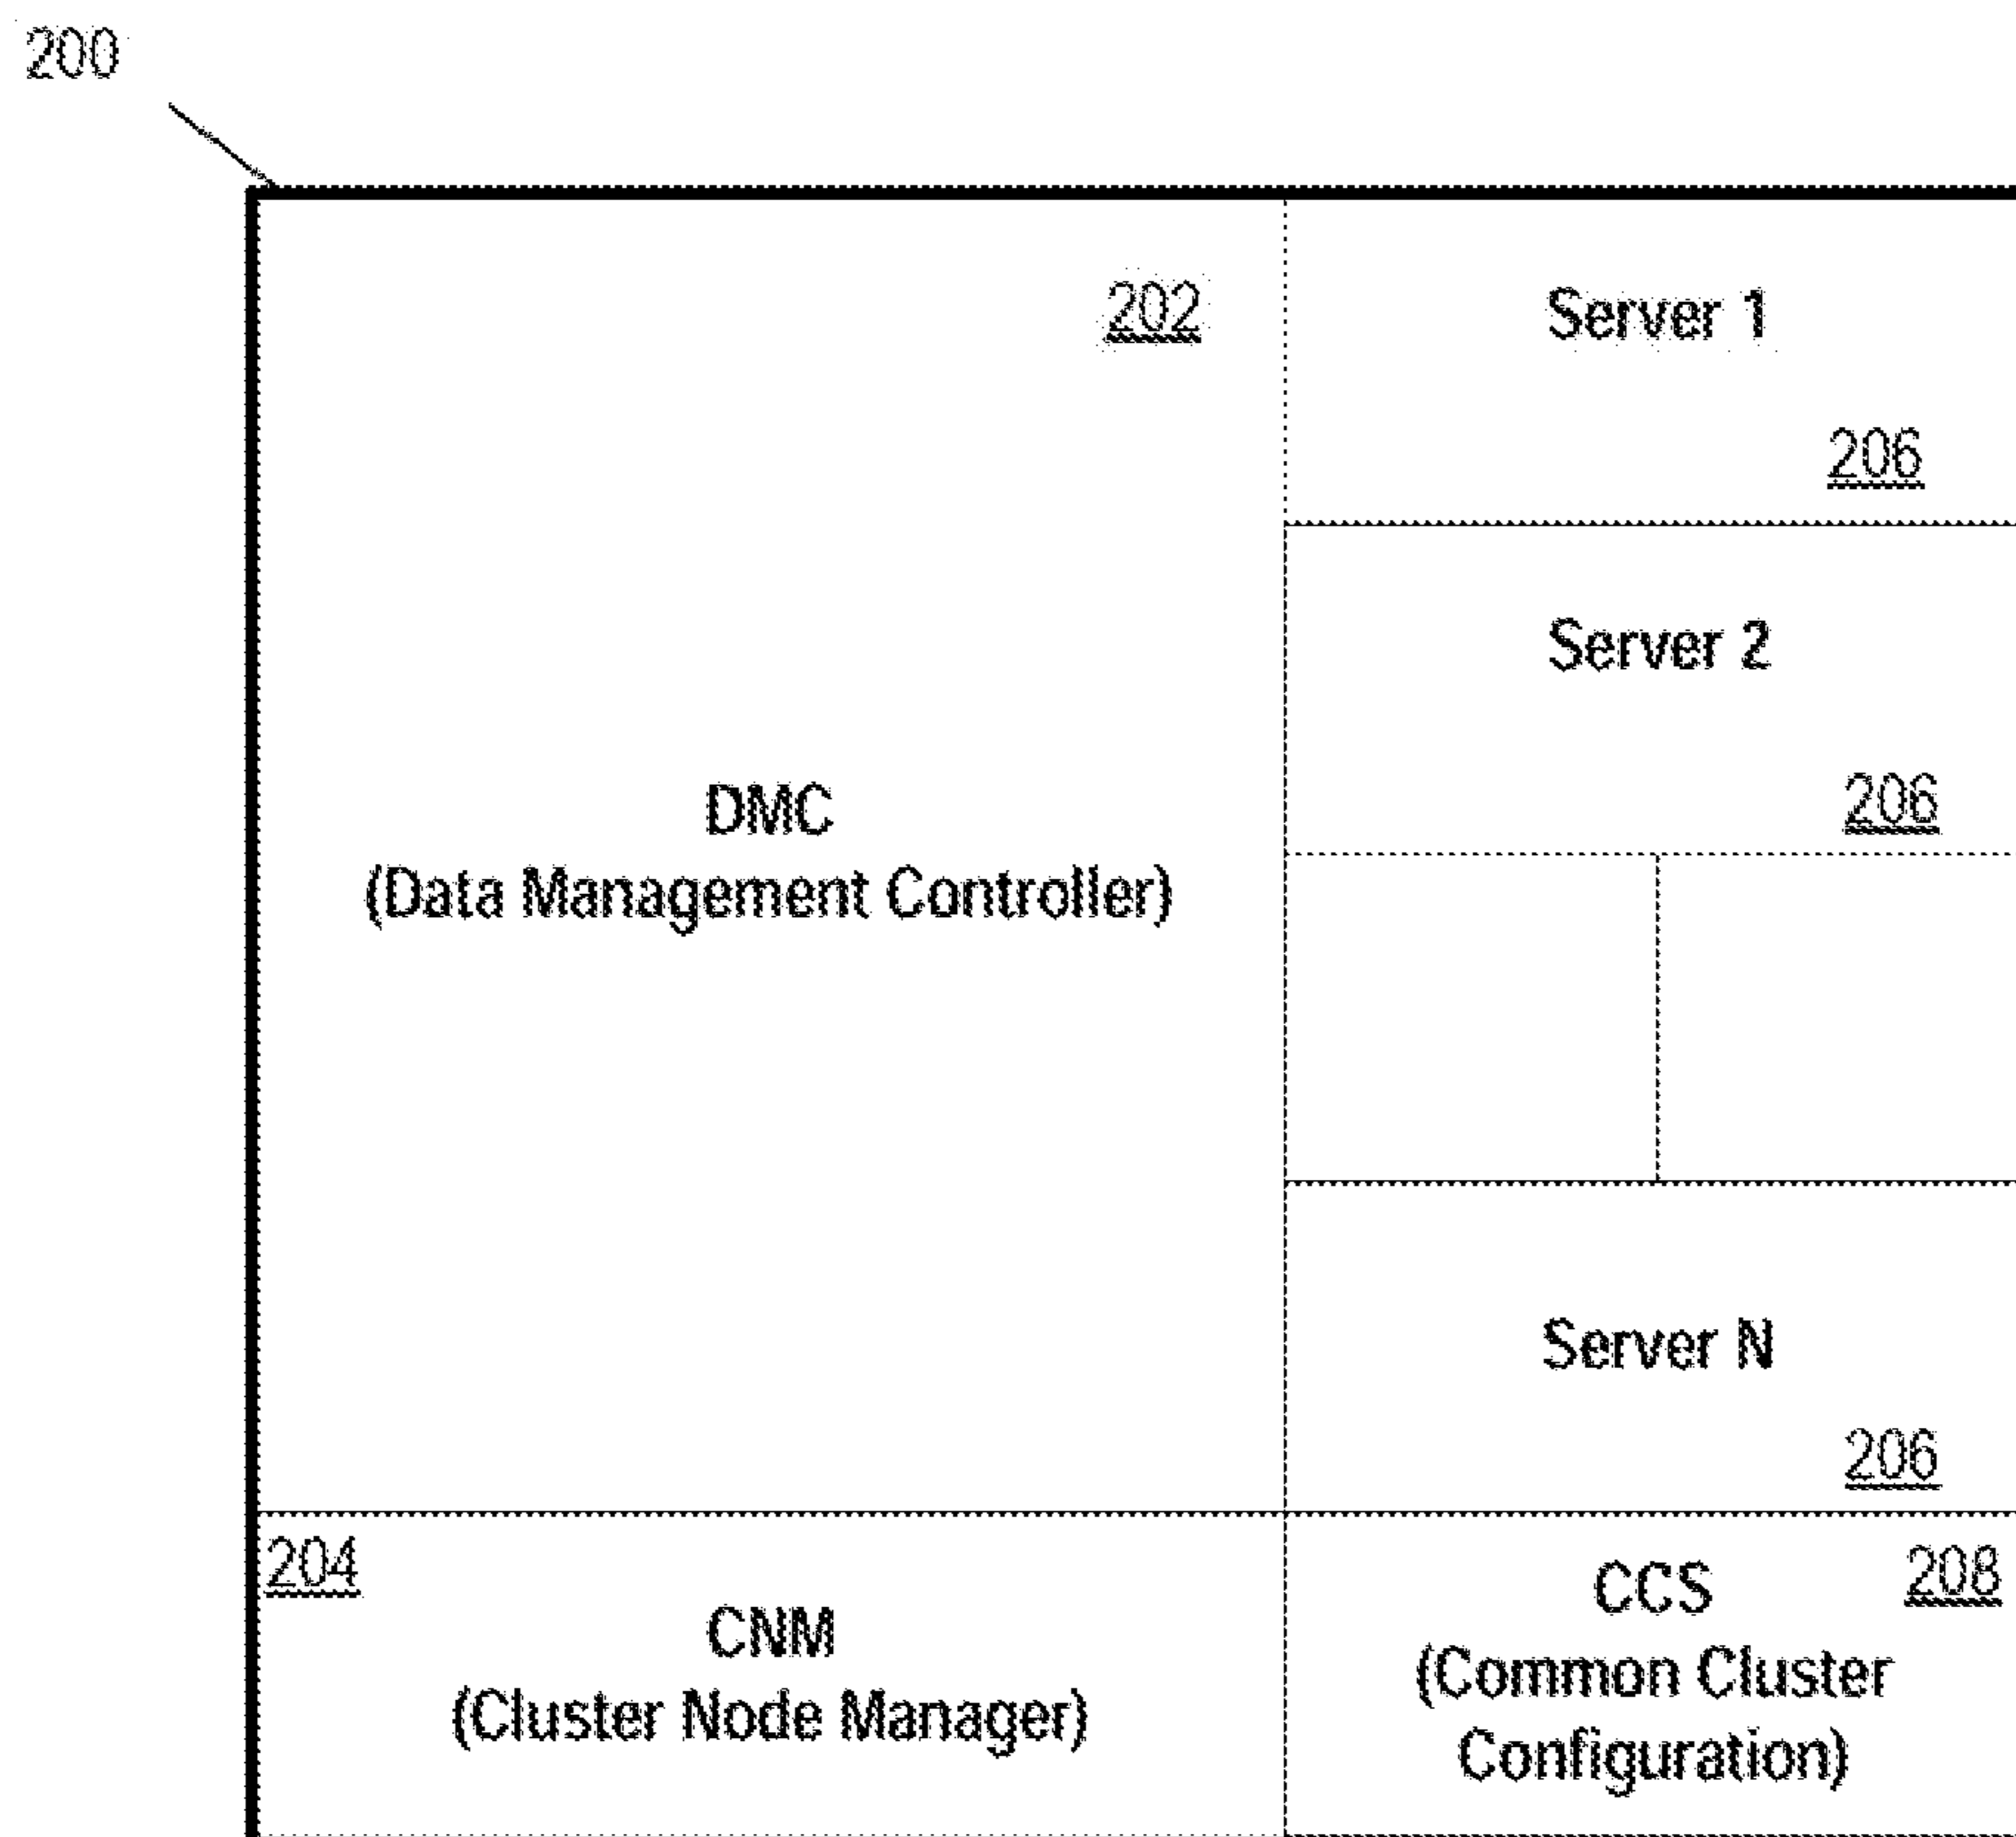 200
202
Server 1
206
Server 2
206
DMC
(Data Management Controller)
Server N
206
204
CNM
(Cluster Node Manager)
CCS
208
(Common Cluster
Configuration)